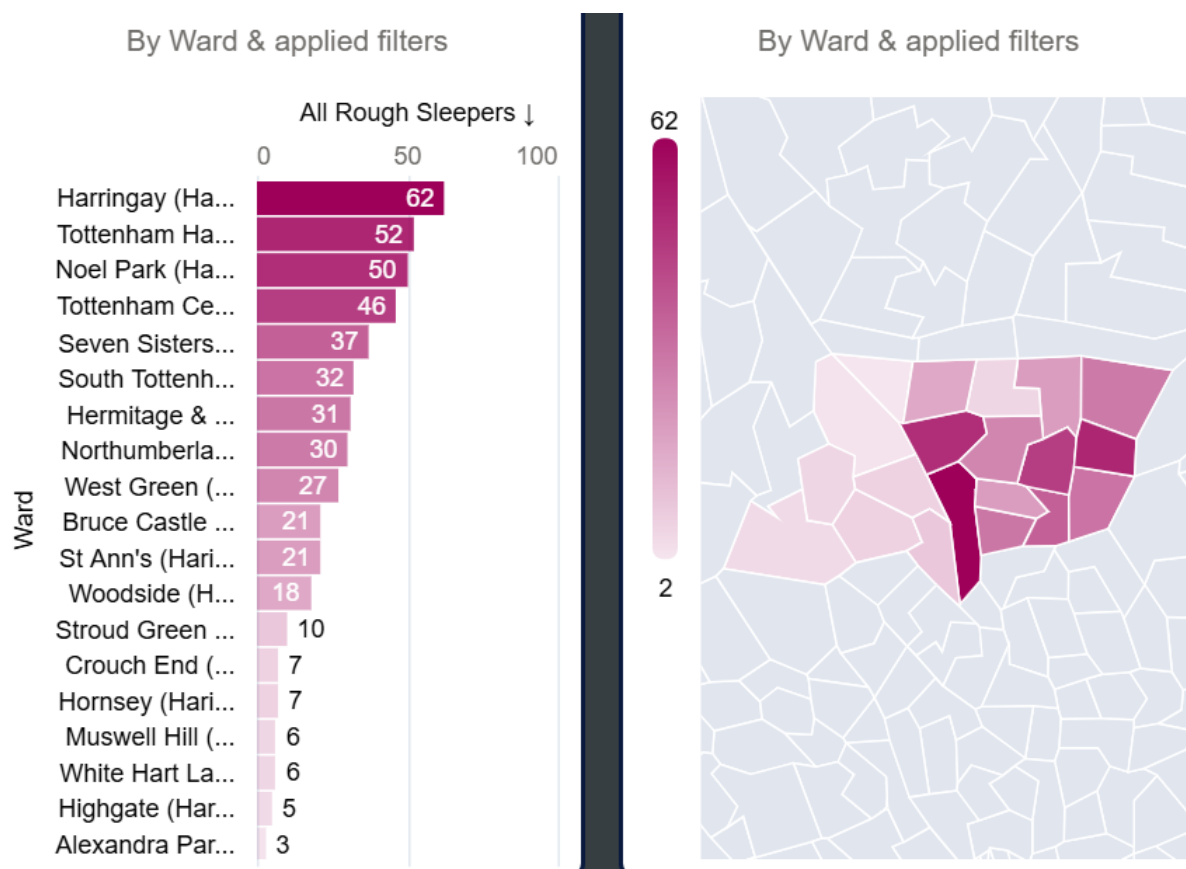 By Ward & applied filters
All Rough Sleepers ↓
0 50 100
Ward
Harringay (Ha... 62
Tottenham Ha... 52
Noel Park (Ha... 50
Tottenham Ce... 46
Seven Sisters... 37
South Tottenh... 32
Hermitage & ... 31
Northumberla... 30
West Green (... 27
Bruce Castle ... 21
St Ann's (Hari... 21
Woodside (H... 18
Stroud Green ... 10
Crouch End (... 7
Hornsey (Hari... 7
Muswell Hill (... 6
White Hart La... 6
Highgate (Har... 5
Alexandra Par... 3
By Ward & applied filters
62
2